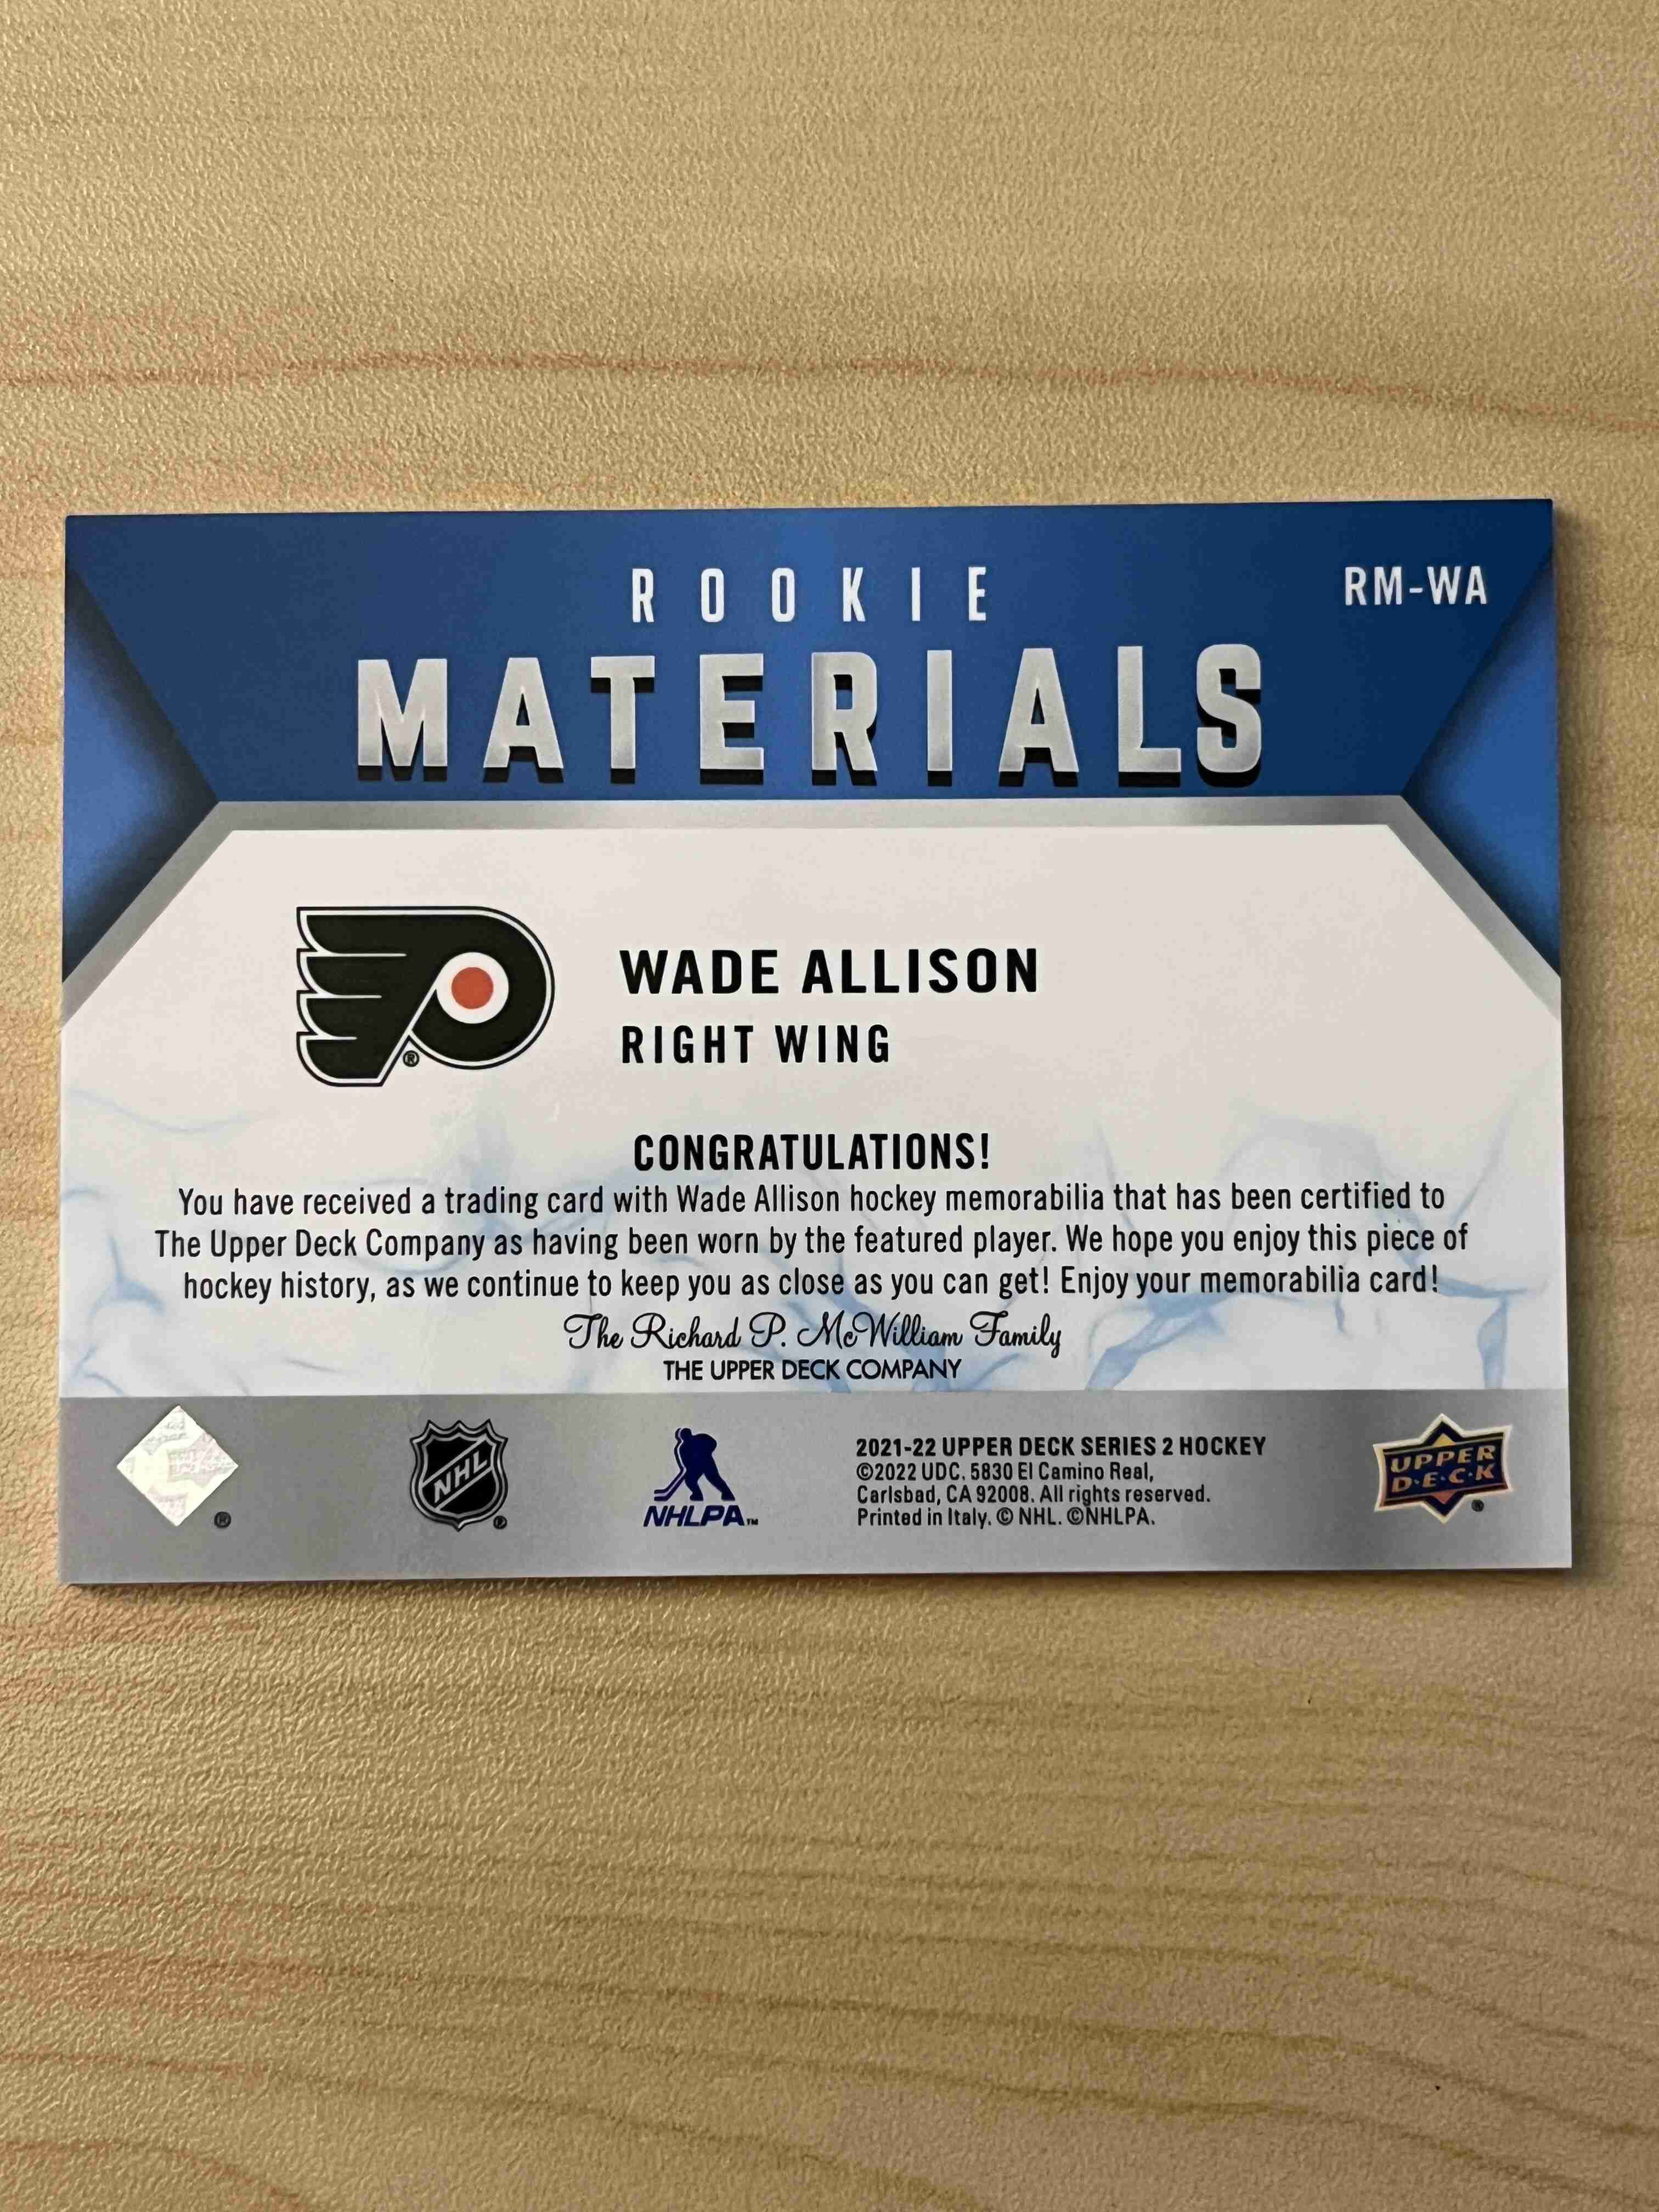 ROOKIE
RM-WA
MATERIALS
WADE ALLISON
RIGHT WING
®
CONGRATULATIONS!
You have received a trading card with Wade Allison hockey memorabilia that has been certified to
The Upper Deck Company as having been worn by the featured player. We hope you enjoy this piece of
hockey history, as we continue to keep you as close as you can get! Enjoy your memorabilia card!
The Richard P. McWilliam Family
THE UPPER DECK COMPANY
®
NHL
®
NHLPA™
2021-22 UPPER DECK SERIES 2 HOCKEY
©2022 UDC, 5830 El Camino Real,
Carlsbad, CA 92008. All rights reserved.
Printed in Italy. © NHL. ©NHLPA.
UPPER
D·E·C·K
®